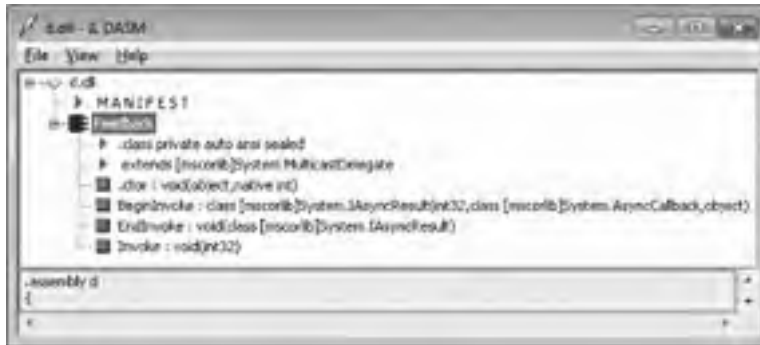 d.dll - IL DASM
File View Help
d.dll
MANIFEST
Feedback
.class private auto ansi sealed
extends [mscorlib]System.MulticastDelegate
.ctor : void(object,native int)
BeginInvoke : class [mscorlib]System.IAsyncResult(int32,class [mscorlib]System.AsyncCallback,object)
EndInvoke : void(class [mscorlib]System.IAsyncResult)
Invoke : void(int32)
.assembly d
{